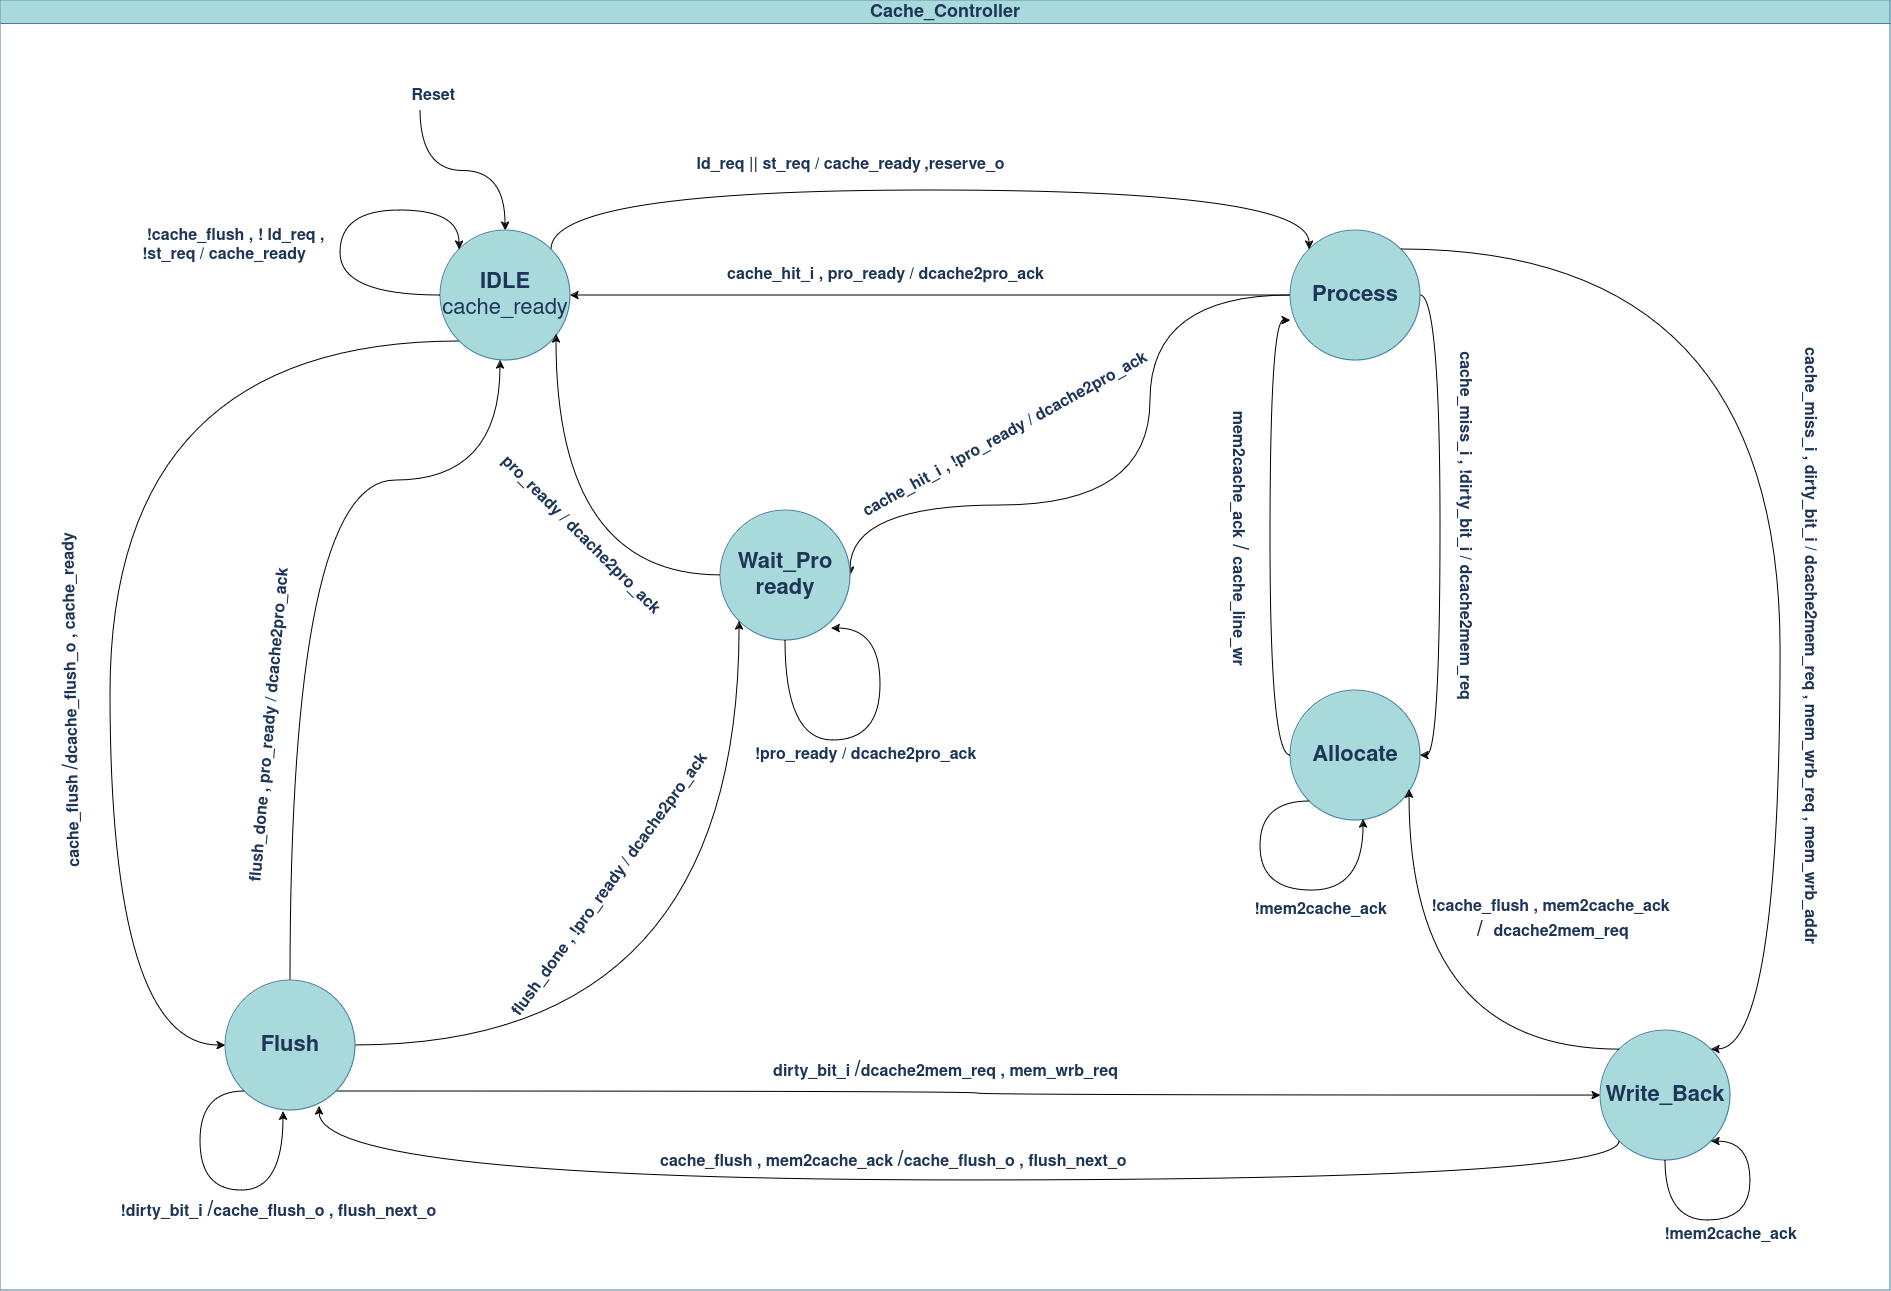 Cache_Controller
Reset
ld_req || st_req / cache_ready ,reserve_o
!cache_flush , ! ld_req ,
!st_req / cache_ready
IDLE
cache_ready
cache_hit_i , pro_ready / dcache2pro_ack
Process
cache_hit_i , !pro_ready / dcache2pro_ack
mem2cache_ack / cache_line_wr
cache_miss_i , !dirty_bit_i / dcache2mem_req
cache_miss_i , dirty_bit_i / dcache2mem_req , mem_wrb_req , mem_wrb_addr
pro_ready / dcache2pro_ack
Wait_Pro
ready
cache_flush /dcache_flush_o , cache_ready
flush_done , pro_ready / dcache2pro_ack
!pro_ready / dcache2pro_ack
flush_done , !pro_ready / dcache2pro_ack
Allocate
!mem2cache_ack
!cache_flush , mem2cache_ack
/ dcache2mem_req
Flush
dirty_bit_i /dcache2mem_req , mem_wrb_req
Write_Back
cache_flush , mem2cache_ack /cache_flush_o , flush_next_o
!dirty_bit_i /cache_flush_o , flush_next_o
!mem2cache_ack